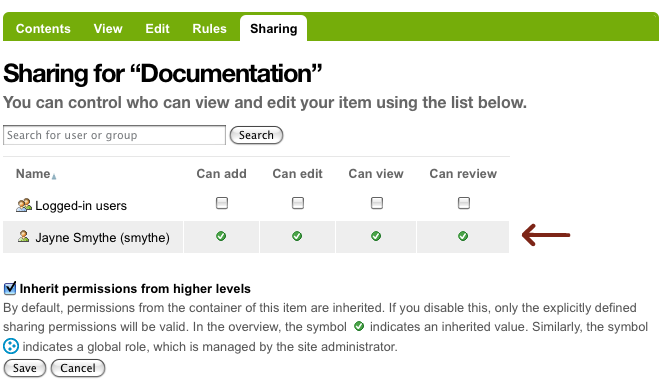 Contents View Edit Rules Sharing
Sharing for “Documentation”
You can control who can view and edit your item using the list below.
Search for user or group Search
Name Can add Can edit Can view Can review
Logged-in users
Jayne Smythe (smythe)
Inherit permissions from higher levels
By default, permissions from the container of this item are inherited. If you disable this, only the explicitly defined
sharing permissions will be valid. In the overview, the symbol indicates an inherited value. Similarly, the symbol
indicates a global role, which is managed by the site administrator.
Save Cancel